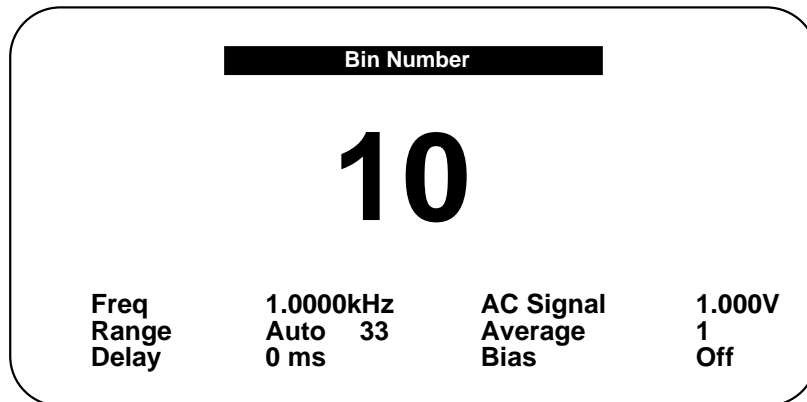 Bin Number
10
Freq 1.0000kHz AC Signal 1.000V
Range Auto 33 Average 1
Delay 0 ms Bias Off